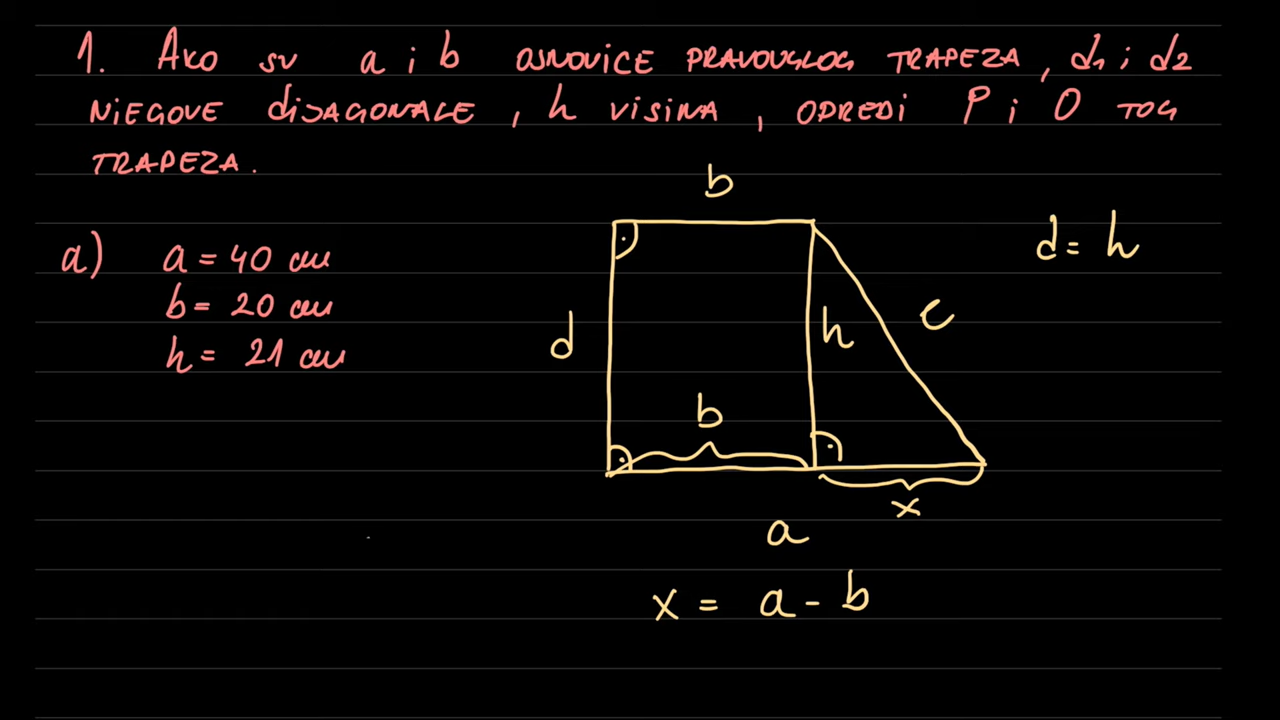 1. AKO SU a i b OSNOVICE PRAVOUGLOG TRAPEZA, d1 i d2
NJEGOVE DIJAGONALE, h VISINA, ODREDI P i O TOG
TRAPEZA.
b
a) a = 40 cm
d = h
b = 20 cm
h = 21 cm
d
h
c
b
x
a
x = a - b